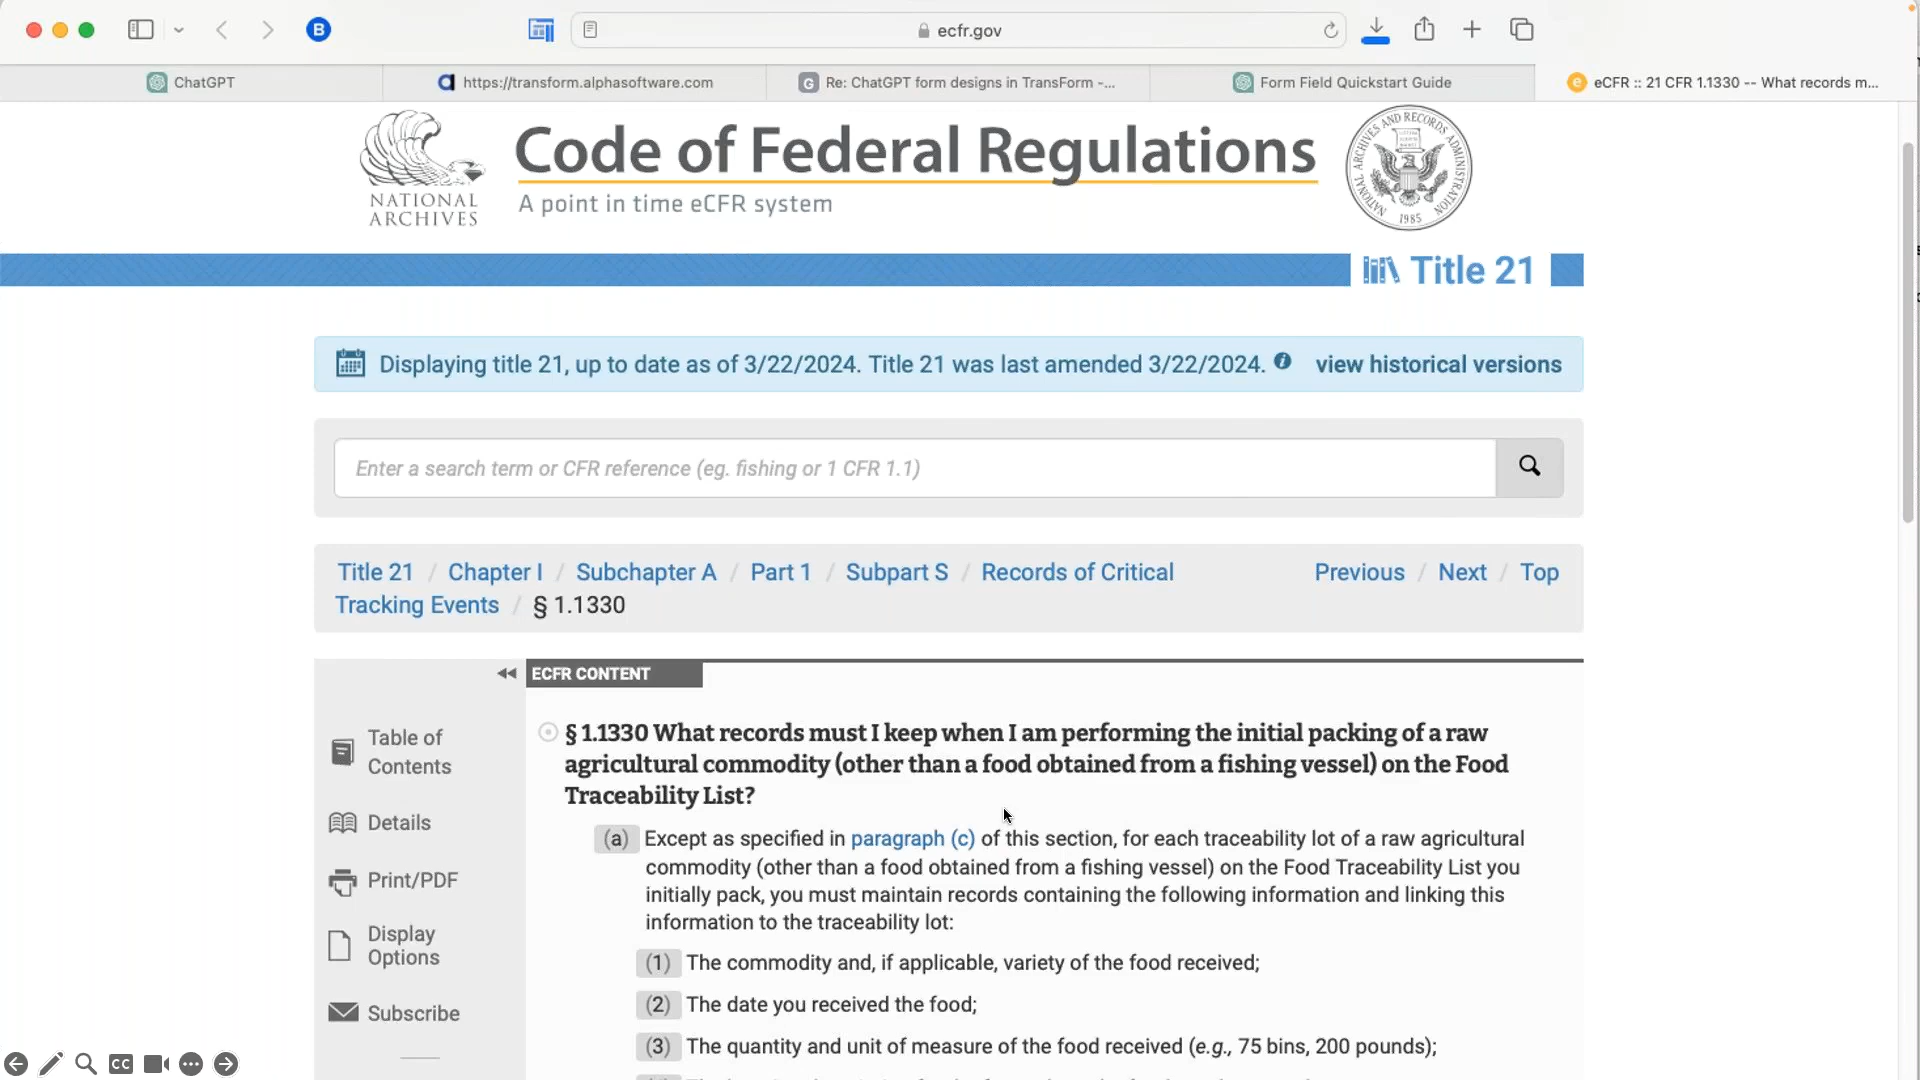 ecfr.gov
ChatGPT
https://transform.alphasoftware.com
Re: ChatGPT form designs in TransForm -...
Form Field Quickstart Guide
eCFR :: 21 CFR 1.1330 -- What records m...
NATIONAL
ARCHIVES
Code of Federal Regulations
A point in time eCFR system
NATIONAL ARCHIVES AND RECORDS ADMINISTRATION
1985
Title 21
Displaying title 21, up to date as of 3/22/2024. Title 21 was last amended 3/22/2024. view historical versions
Enter a search term or CFR reference (eg. fishing or 1 CFR 1.1)
Title 21 / Chapter I / Subchapter A / Part 1 / Subpart S / Records of Critical
Tracking Events / § 1.1330
Previous / Next / Top
ECFR CONTENT
Table of
Contents
Details
Print/PDF
Display
Options
Subscribe
§ 1.1330 What records must I keep when I am performing the initial packing of a raw
agricultural commodity (other than a food obtained from a fishing vessel) on the Food
Traceability List?
(a) Except as specified in paragraph (c) of this section, for each traceability lot of a raw agricultural
commodity (other than a food obtained from a fishing vessel) on the Food Traceability List you
initially pack, you must maintain records containing the following information and linking this
information to the traceability lot:
(1) The commodity and, if applicable, variety of the food received;
(2) The date you received the food;
(3) The quantity and unit of measure of the food received (e.g., 75 bins, 200 pounds);
CC